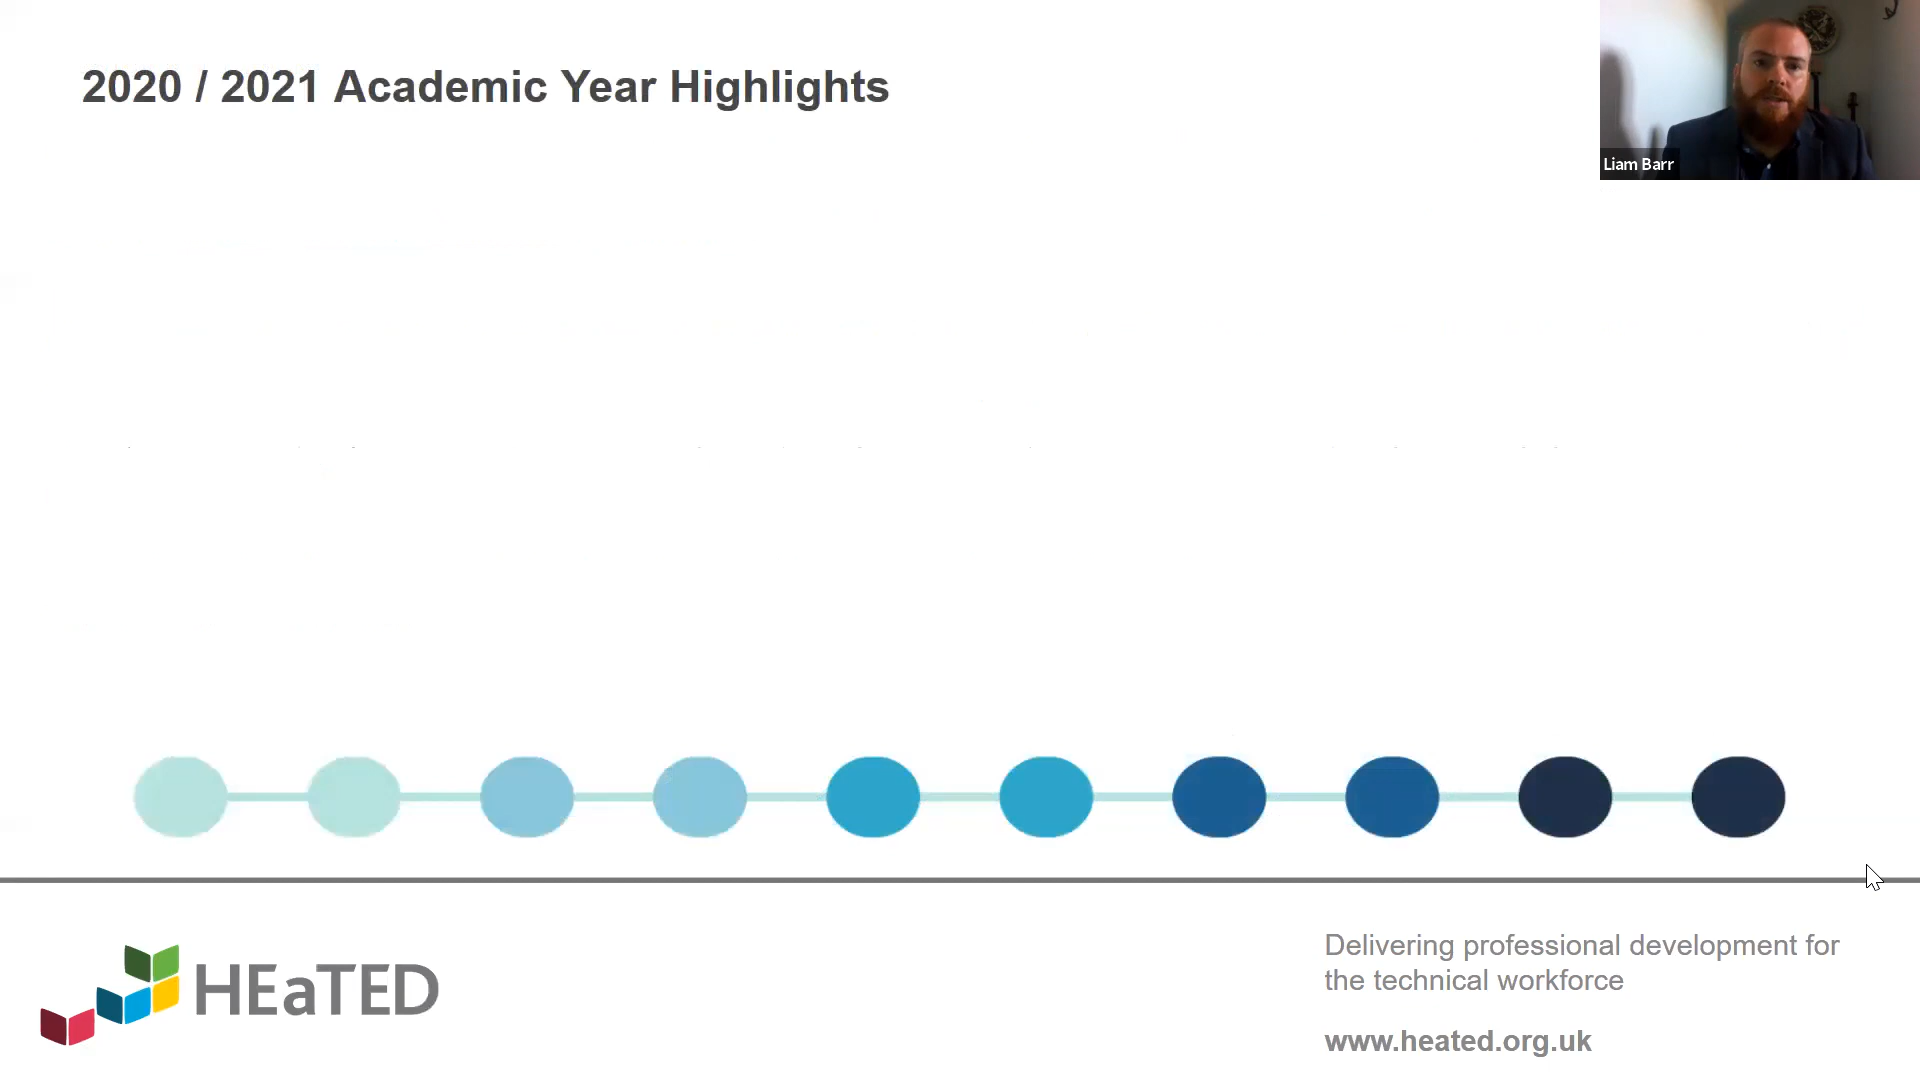 2020 / 2021 Academic Year Highlights
Liam Barr
HEaTED
Delivering professional development for
the technical workforce
www.heated.org.uk